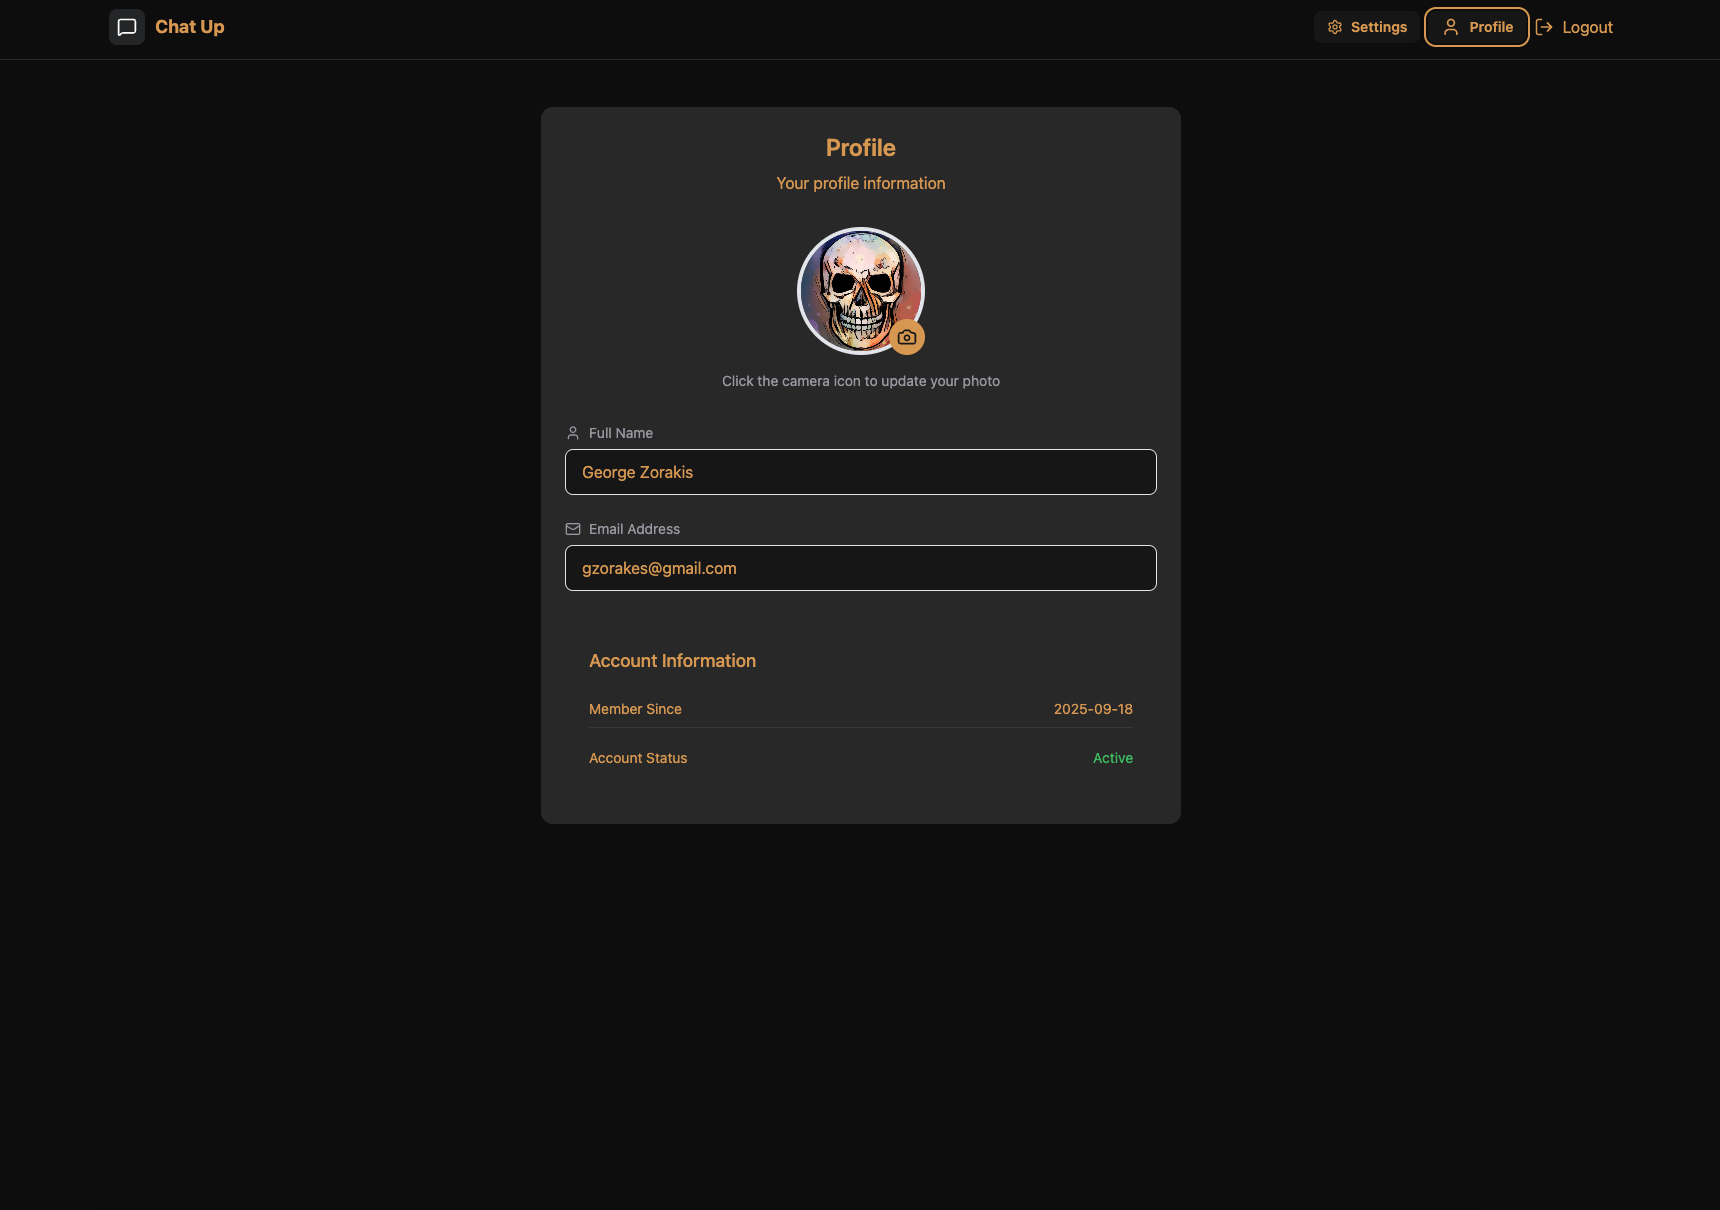 Chat Up
Settings
Profile
Logout
Profile
Your profile information
Click the camera icon to update your photo
Full Name
George Zorakis
Email Address
gzorakes@gmail.com
Account Information
Member Since 2025-09-18
Account Status Active